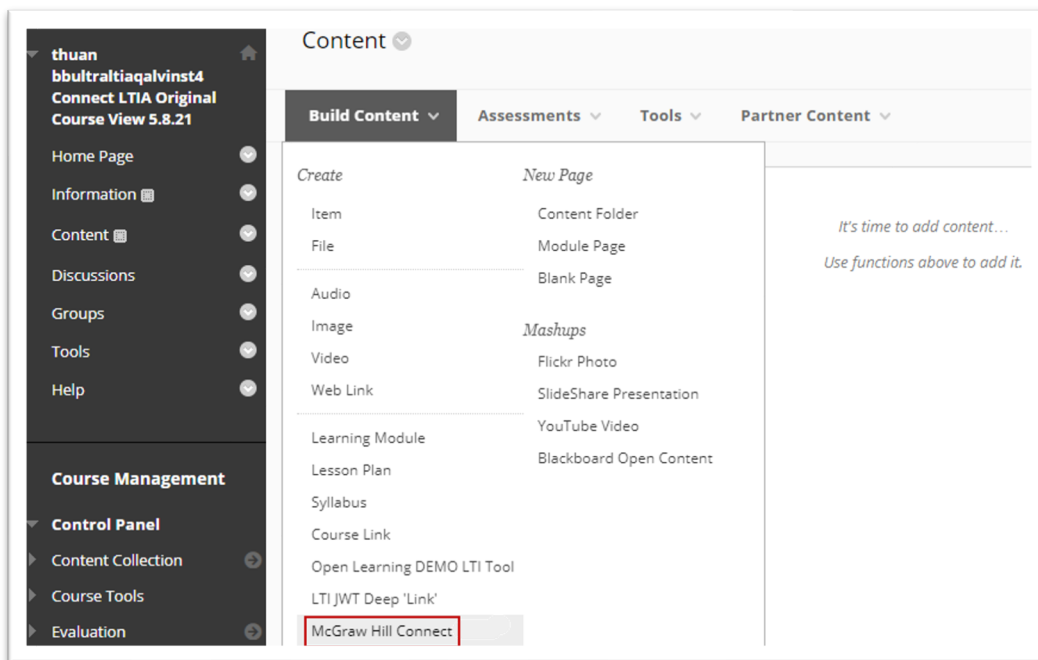 thuan
bbultraltiaqalvinst4
Connect LTIA Original
Course View 5.8.21
Home Page
Information
Content
Discussions
Groups
Tools
Help
Course Management
Control Panel
Content Collection
Course Tools
Evaluation
Content
Build Content
Assessments
Tools
Partner Content
Create
Item
File
Audio
Image
Video
Web Link
Learning Module
Lesson Plan
Syllabus
Course Link
Open Learning DEMO LTI Tool
LTI JWT Deep 'Link'
McGraw Hill Connect
New Page
Content Folder
Module Page
Blank Page
Mashups
Flickr Photo
SlideShare Presentation
YouTube Video
Blackboard Open Content
It's time to add content...
Use functions above to add it.